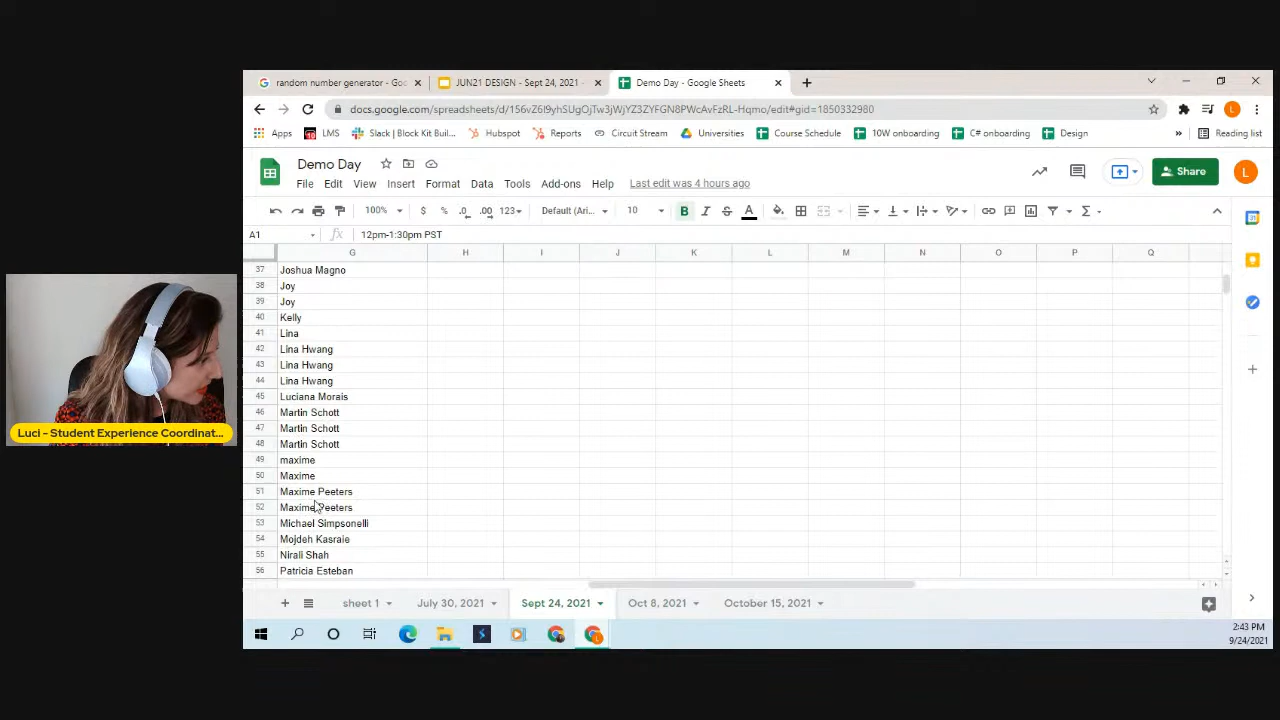 random number generator - Goo
JUN21 DESIGN - Sept 24, 2021 -
Demo Day - Google Sheets
docs.google.com/spreadsheets/d/156vZ6I9yhSUgOjTw3jWjYZ3ZYFGN8PWcAvFzRL-Hqmo/edit#gid=1850332980
Apps
LMS
Slack | Block Kit Buil...
Hubspot
Reports
Circuit Stream
Universities
Course Schedule
10W onboarding
C# onboarding
Design
»
Reading list
Demo Day
Share
L
File Edit View Insert Format Data Tools Add-ons Help Last edit was 4 hours ago
100% $ % .0 .00 123 Default (Ari... 10 B I S A
A1 fx 12pm-1:30pm PST
G H I J K L M N O P Q
37 Joshua Magno
38 Joy
39 Joy
40 Kelly
41 Lina
42 Lina Hwang
43 Lina Hwang
44 Lina Hwang
45 Luciana Morais
46 Martin Schott
47 Martin Schott
48 Martin Schott
49 maxime
50 Maxime
51 Maxime Peeters
52 Maxime Peeters
53 Michael Simpsonelli
54 Mojdeh Kasraie
55 Nirali Shah
56 Patricia Esteban
Luci - Student Experience Coordinat...
sheet 1 July 30, 2021 Sept 24, 2021 Oct 8, 2021 October 15, 2021
2:43 PM
9/24/2021